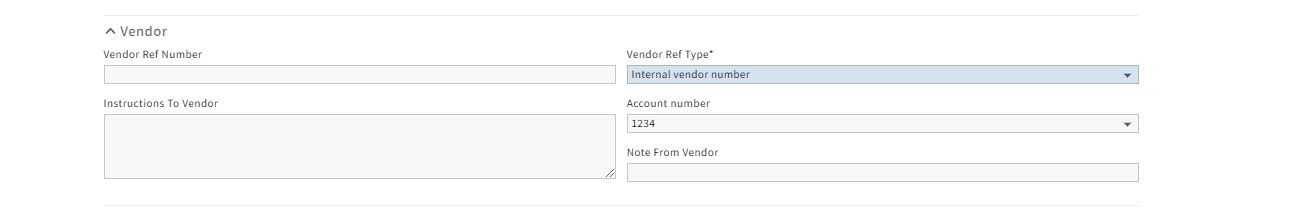 Vendor
Vendor Ref Number
Vendor Ref Type*
Internal vendor number
Instructions To Vendor
Account number
1234
Note From Vendor